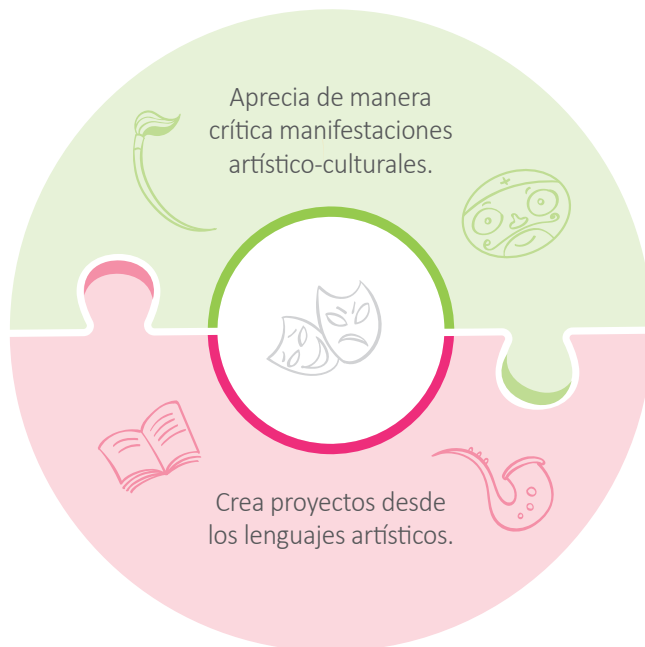 Aprecia de manera
crítica manifestaciones
artístico-culturales.
Crea proyectos desde
los lenguajes artísticos.